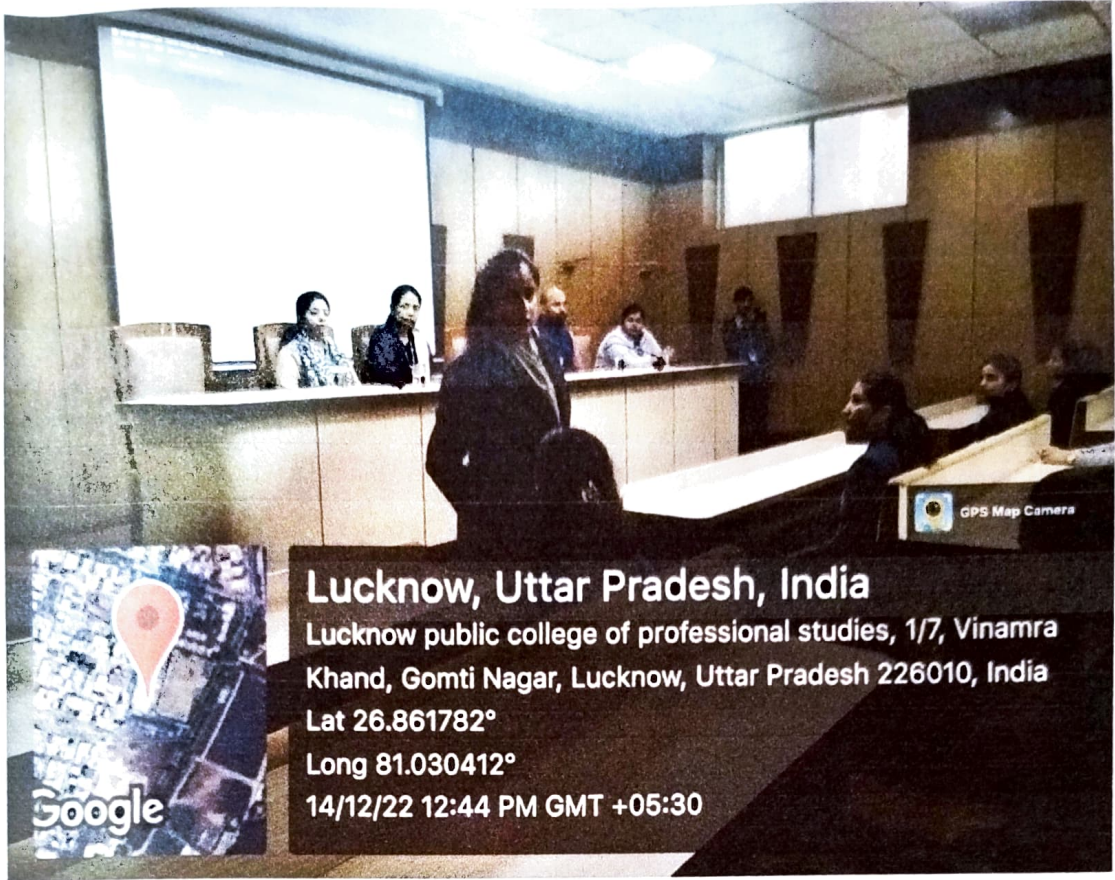 GPS Map Camera
Lucknow, Uttar Pradesh, India
Lucknow public college of professional studies, 1/7, Vinamra
Khand, Gomti Nagar, Lucknow, Uttar Pradesh 226010, India
Lat 26.861782°
Long 81.030412°
14/12/22 12:44 PM GMT +05:30
Google